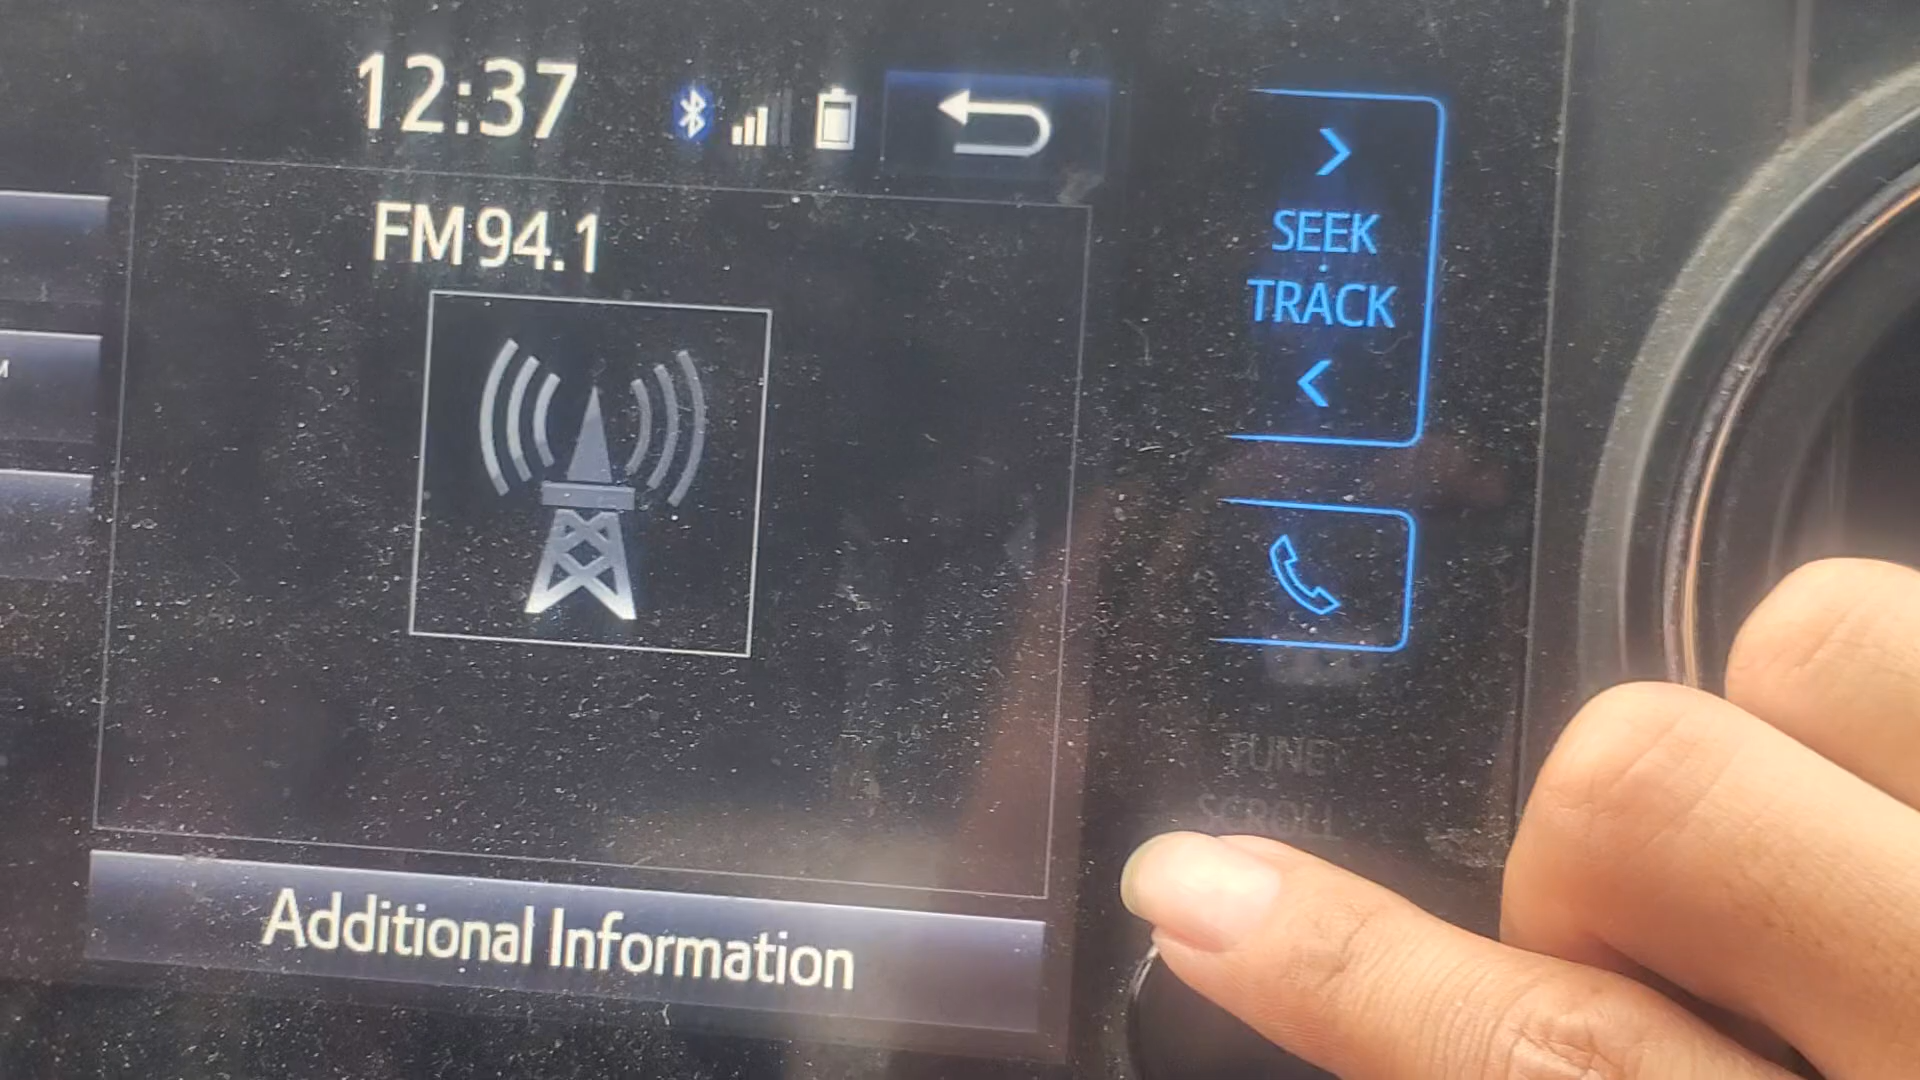 12:37
FM 94.1
M
SEEK
TRACK
TUNE
SCROLL
Additional Information